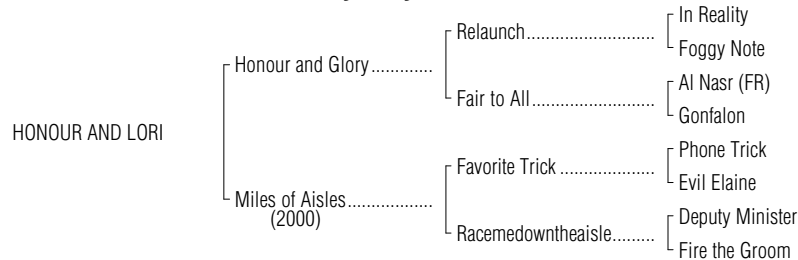 In Reality
Relaunch............................
Foggy Note
Honour and Glory.............
Al Nasr (FR)
Fair to All...........................
Gonfalon
HONOUR AND LORI
Phone Trick
Favorite Trick .....................
Evil Elaine
Miles of Aisles..................
(2000)
Deputy Minister
Racemedowntheaisle.........
Fire the Groom